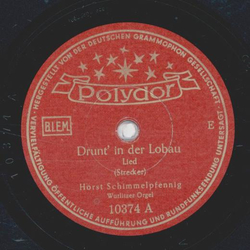 HERGESTELLT VON DER DEUTSCHEN GRAMMOPHON GESELLSCHAFT
Polydor
BIEM
E
Drunt' in der Lobau
Lied
(Strecker)
Horst Schimmelpfennig
Wurlitzer Orgel
10374 A
VERVIELFÄLTIGUNG ÖFFENTLICHE AUFFÜHRUNG UND RUNDFUNKSENDUNG UNTERSAGT